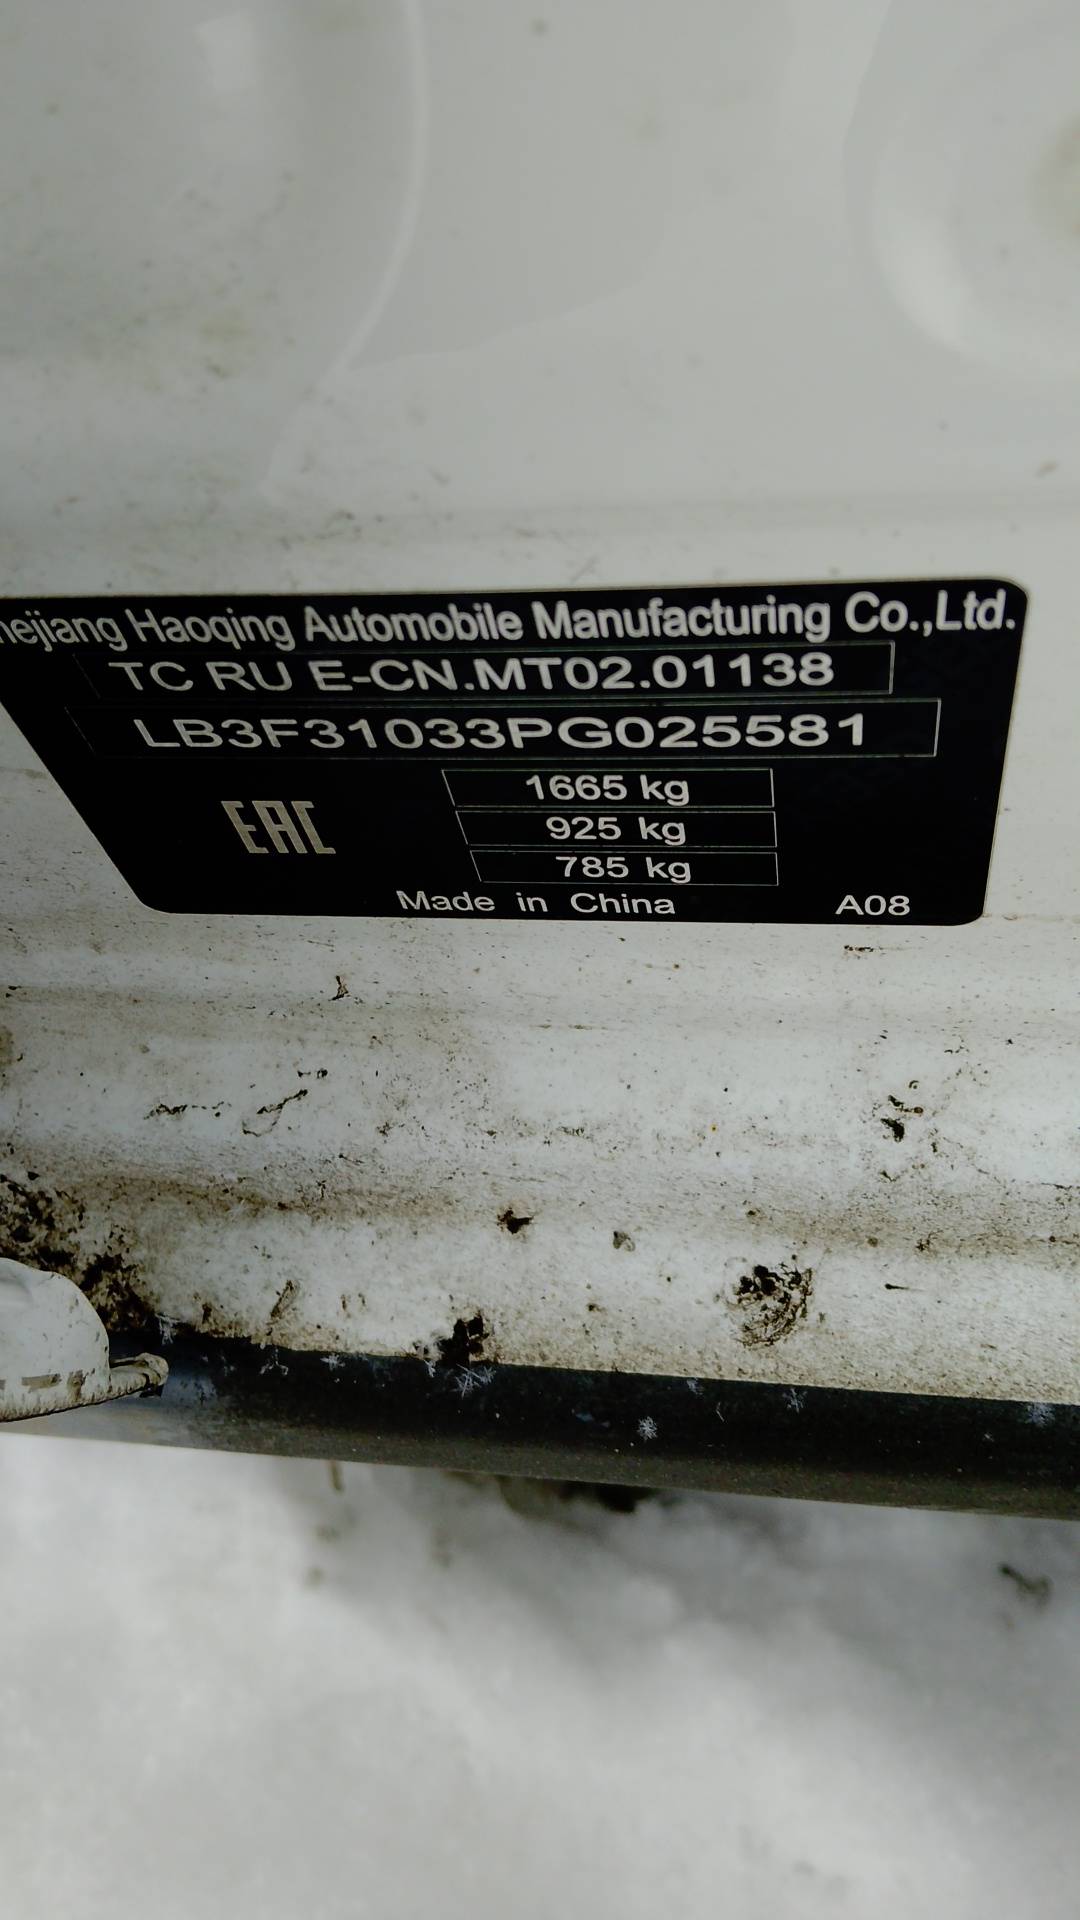 hejiang Haoqing Automobile Manufacturing Co.,Ltd.
TC RU E-CN.MT02.01138
LB3F31033PG025581
1665 kg
925 kg
EAC
785 kg
Made in China A08